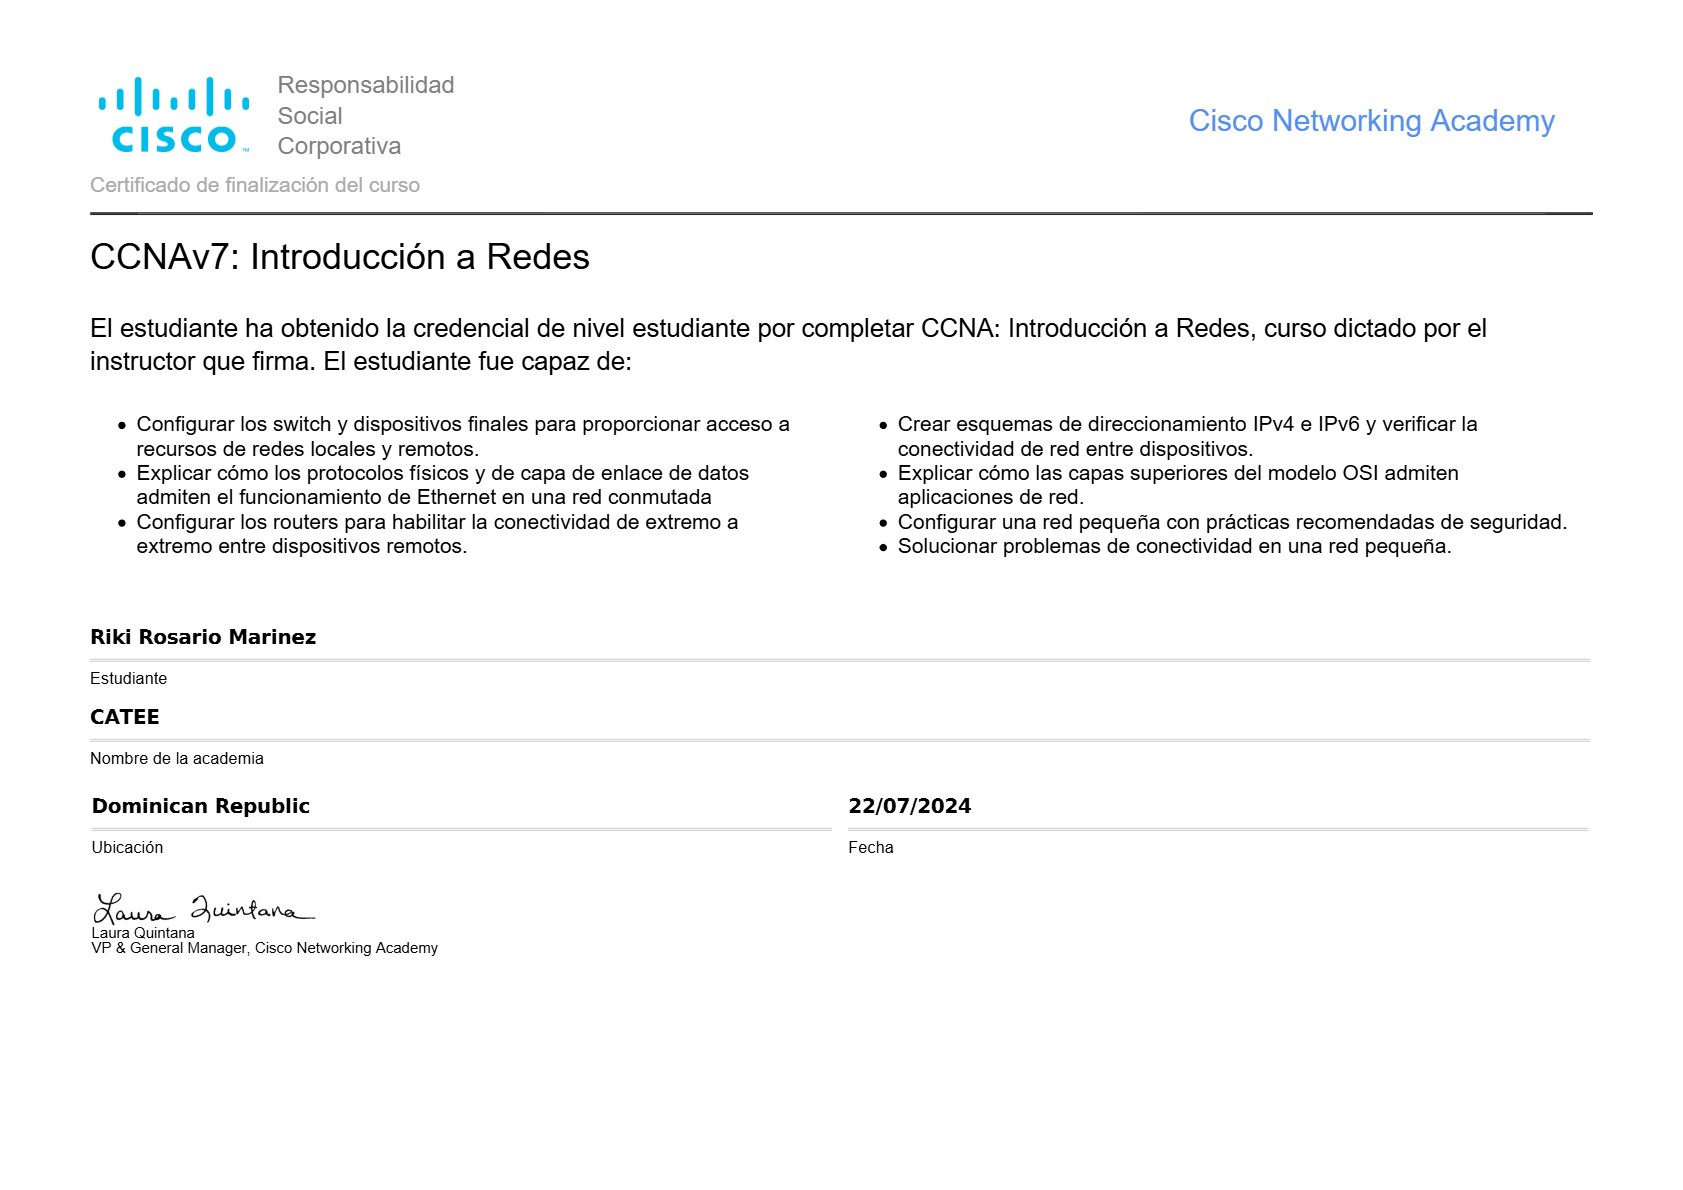 CISCO™
Responsabilidad
Social
Corporativa
Cisco Networking Academy
Certificado de finalización del curso
CCNAv7: Introducción a Redes
El estudiante ha obtenido la credencial de nivel estudiante por completar CCNA: Introducción a Redes, curso dictado por el
instructor que firma. El estudiante fue capaz de:
Configurar los switch y dispositivos finales para proporcionar acceso a
recursos de redes locales y remotos.
Explicar cómo los protocolos físicos y de capa de enlace de datos
admiten el funcionamiento de Ethernet en una red conmutada
Configurar los routers para habilitar la conectividad de extremo a
extremo entre dispositivos remotos.
Crear esquemas de direccionamiento IPv4 e IPv6 y verificar la
conectividad de red entre dispositivos.
Explicar cómo las capas superiores del modelo OSI admiten
aplicaciones de red.
Configurar una red pequeña con prácticas recomendadas de seguridad.
Solucionar problemas de conectividad en una red pequeña.
Riki Rosario Marinez
Estudiante
CATEE
Nombre de la academia
Dominican Republic
Ubicación
22/07/2024
Fecha
Laura Quintana
Laura Quintana
VP & General Manager, Cisco Networking Academy